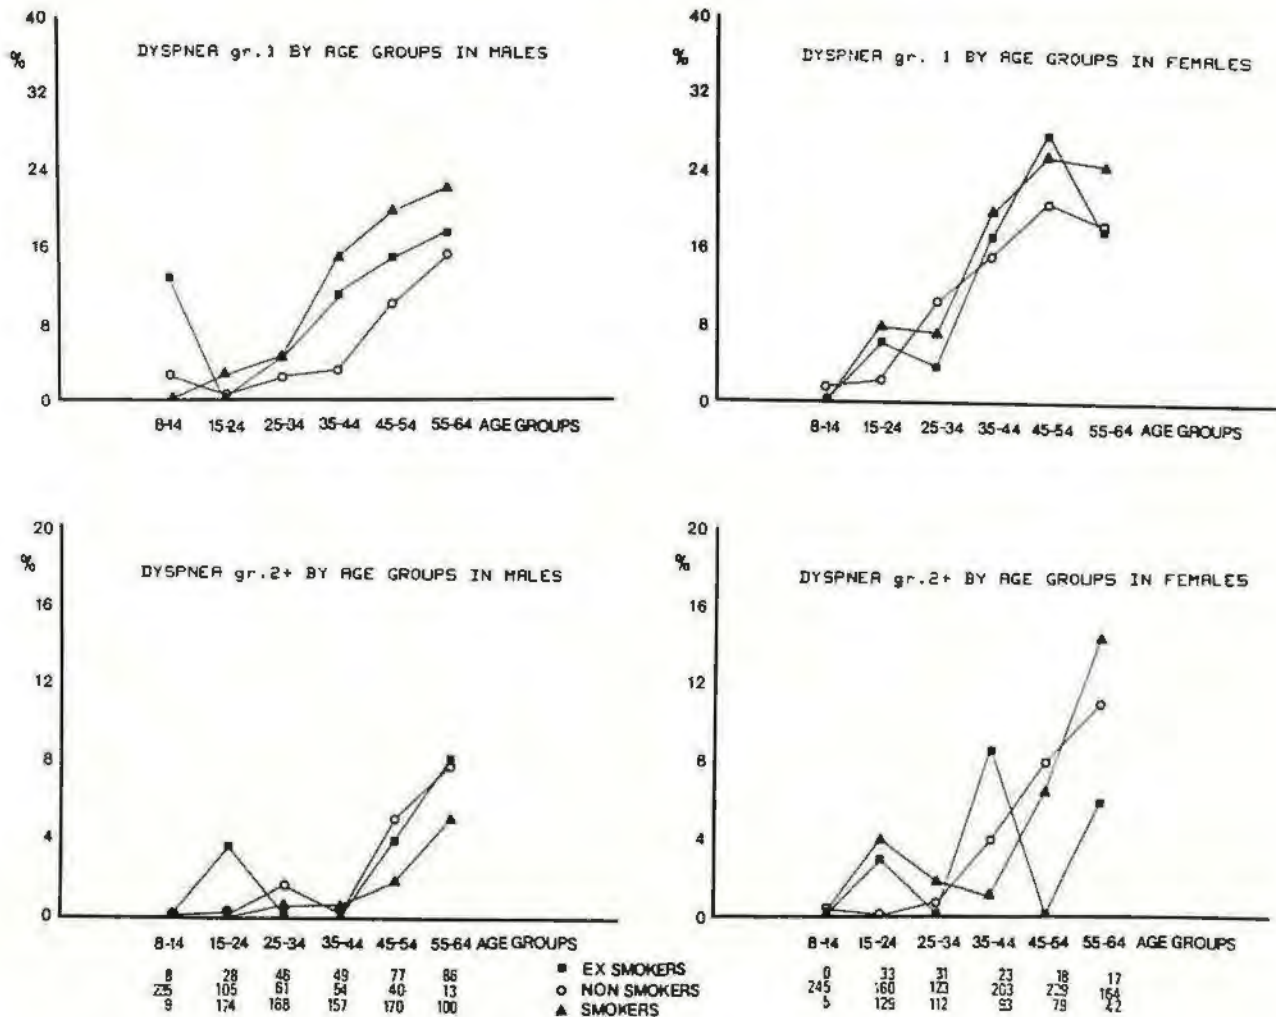 DYSPNEA gr.1 BY AGE GROUPS IN MALES
%
40
32
24
16
8
0
8-14 15-24 25-34 35-44 45-54 55-64 AGE GROUPS
DYSPNEA gr. 1 BY AGE GROUPS IN FEMALES
%
40
32
24
16
8
0
8-14 15-24 25-34 35-44 45-54 55-64 AGE GROUPS
DYSPNEA gr.2+ BY AGE GROUPS IN MALES
%
20
16
12
8
4
0
8-14 15-24 25-34 35-44 45-54 55-64 AGE GROUPS
8 28 46 49 77 86
235 105 61 54 40 13
9 174 168 157 170 100
EX SMOKERS
NON SMOKERS
SMOKERS
DYSPNEA gr.2+ BY AGE GROUPS IN FEMALES
%
20
16
12
8
4
0
8-14 15-24 25-34 35-44 45-54 55-64 AGE GROUPS
0 33 31 23 18 17
245 160 123 203 164
5 129 112 93 79 42